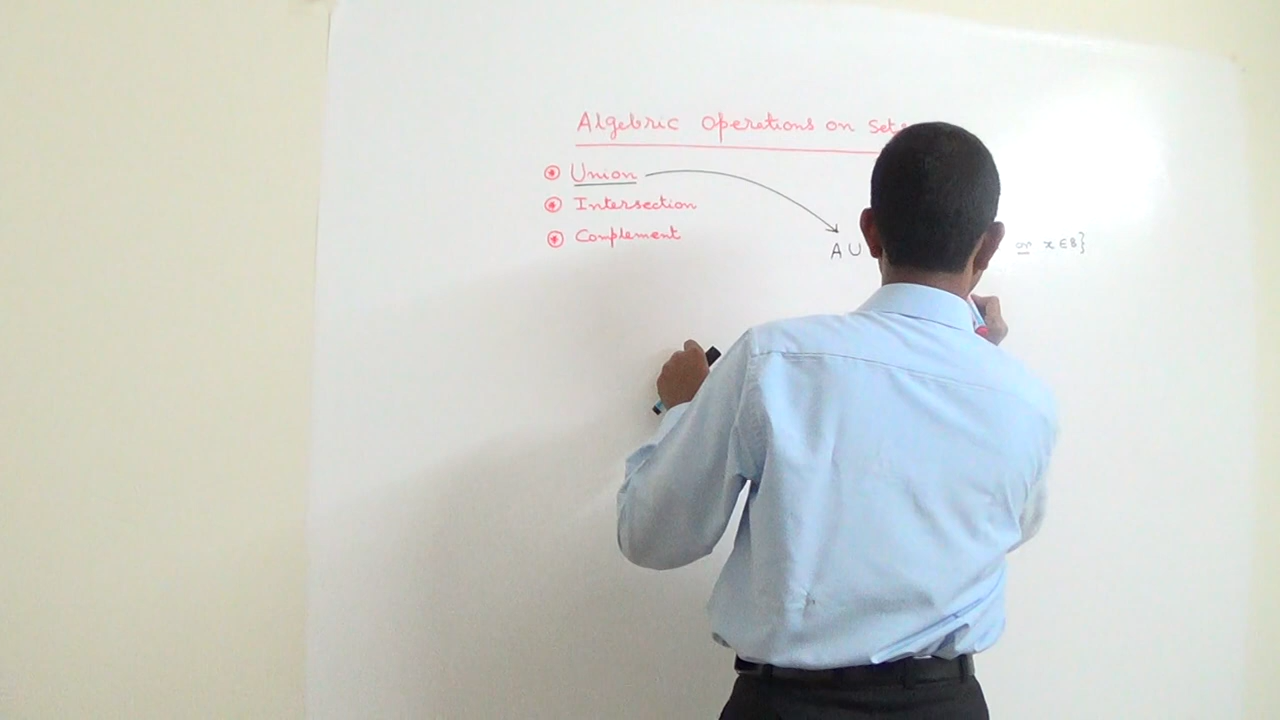 Algebric Operations on Sets
Union
Intersection
Complement
A ∪ or x ∈ B}